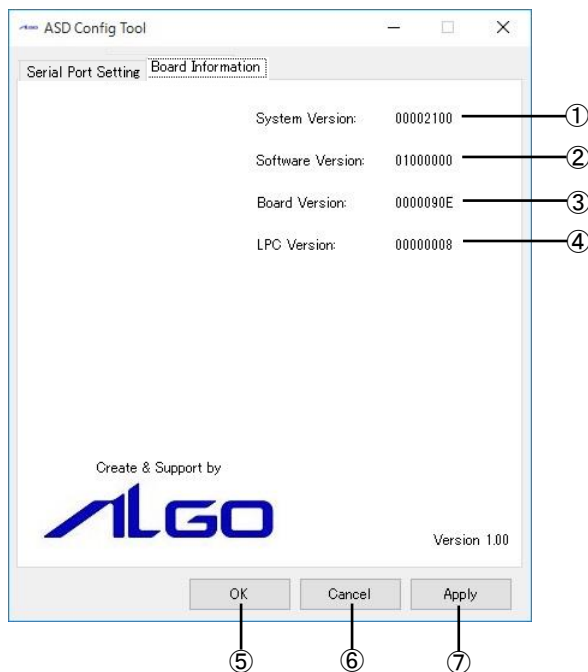 ASD Config Tool
Serial Port Setting Board Information
System Version: 00002100 ①
Software Version: 01000000 ②
Board Version: 0000090E ③
LPC Version: 00000008 ④
Create & Support by
ALGO
Version 1.00
OK Cancel Apply
⑤ ⑥ ⑦